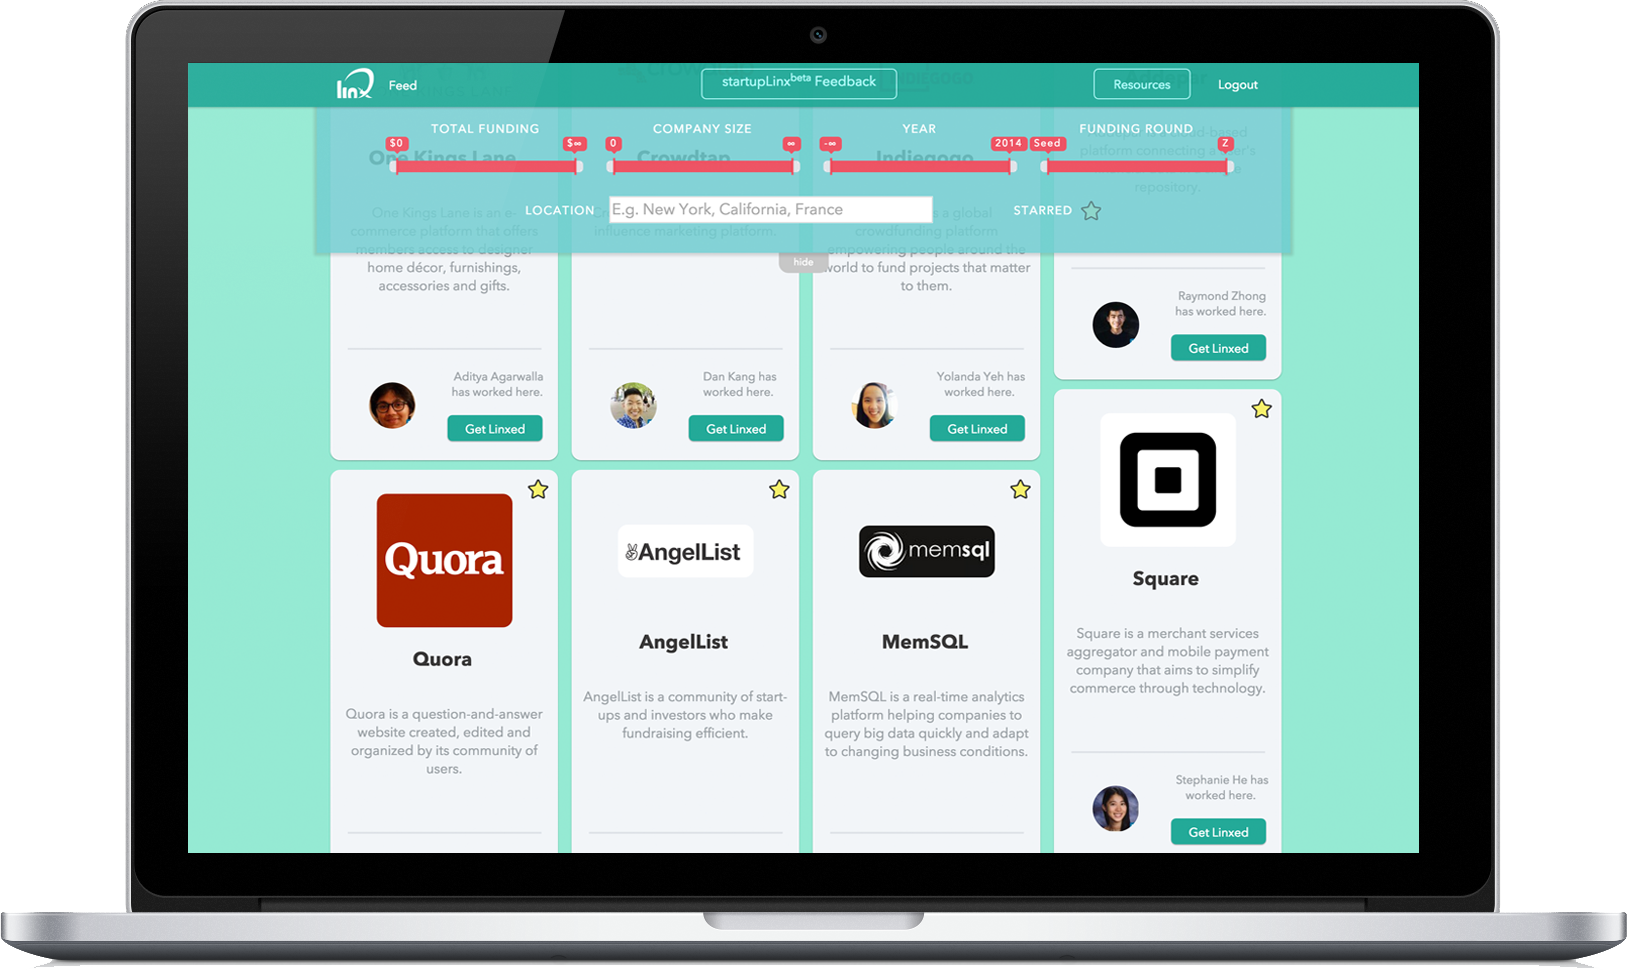 linx
Feed
startupLinx beta Feedback
Resources
Logout
TOTAL FUNDING
COMPANY SIZE
YEAR
FUNDING ROUND
$0
$∞
0
∞
-∞
2014
Seed
Z
One Kings Lane
Crowdtap
Indiegogo
platform connecting a
repository.
LOCATION
E.g. New York, California, France
STARRED
One Kings Lane is an e-
commerce platform that offers
members access to designer
home décor, furnishings,
accessories and gifts.
influence marketing platform.
is a global
crowdfunding platform
empowering people around the
world to fund projects that matter
to them.
hide
Aditya Agarwalla
has worked here.
Get Linxed
Dan Kang has
worked here.
Get Linxed
Yolanda Yeh has
worked here.
Get Linxed
Raymond Zhong
has worked here.
Get Linxed
Quora
Quora
Quora is a question-and-answer
website created, edited and
organized by its community of
users.
AngelList
AngelList
AngelList is a community of start-
ups and investors who make
fundraising efficient.
memsql
MemSQL
MemSQL is a real-time analytics
platform helping companies to
query big data quickly and adapt
to changing business conditions.
Square
Square is a merchant services
aggregator and mobile payment
company that aims to simplify
commerce through technology.
Stephanie He has
worked here.
Get Linxed